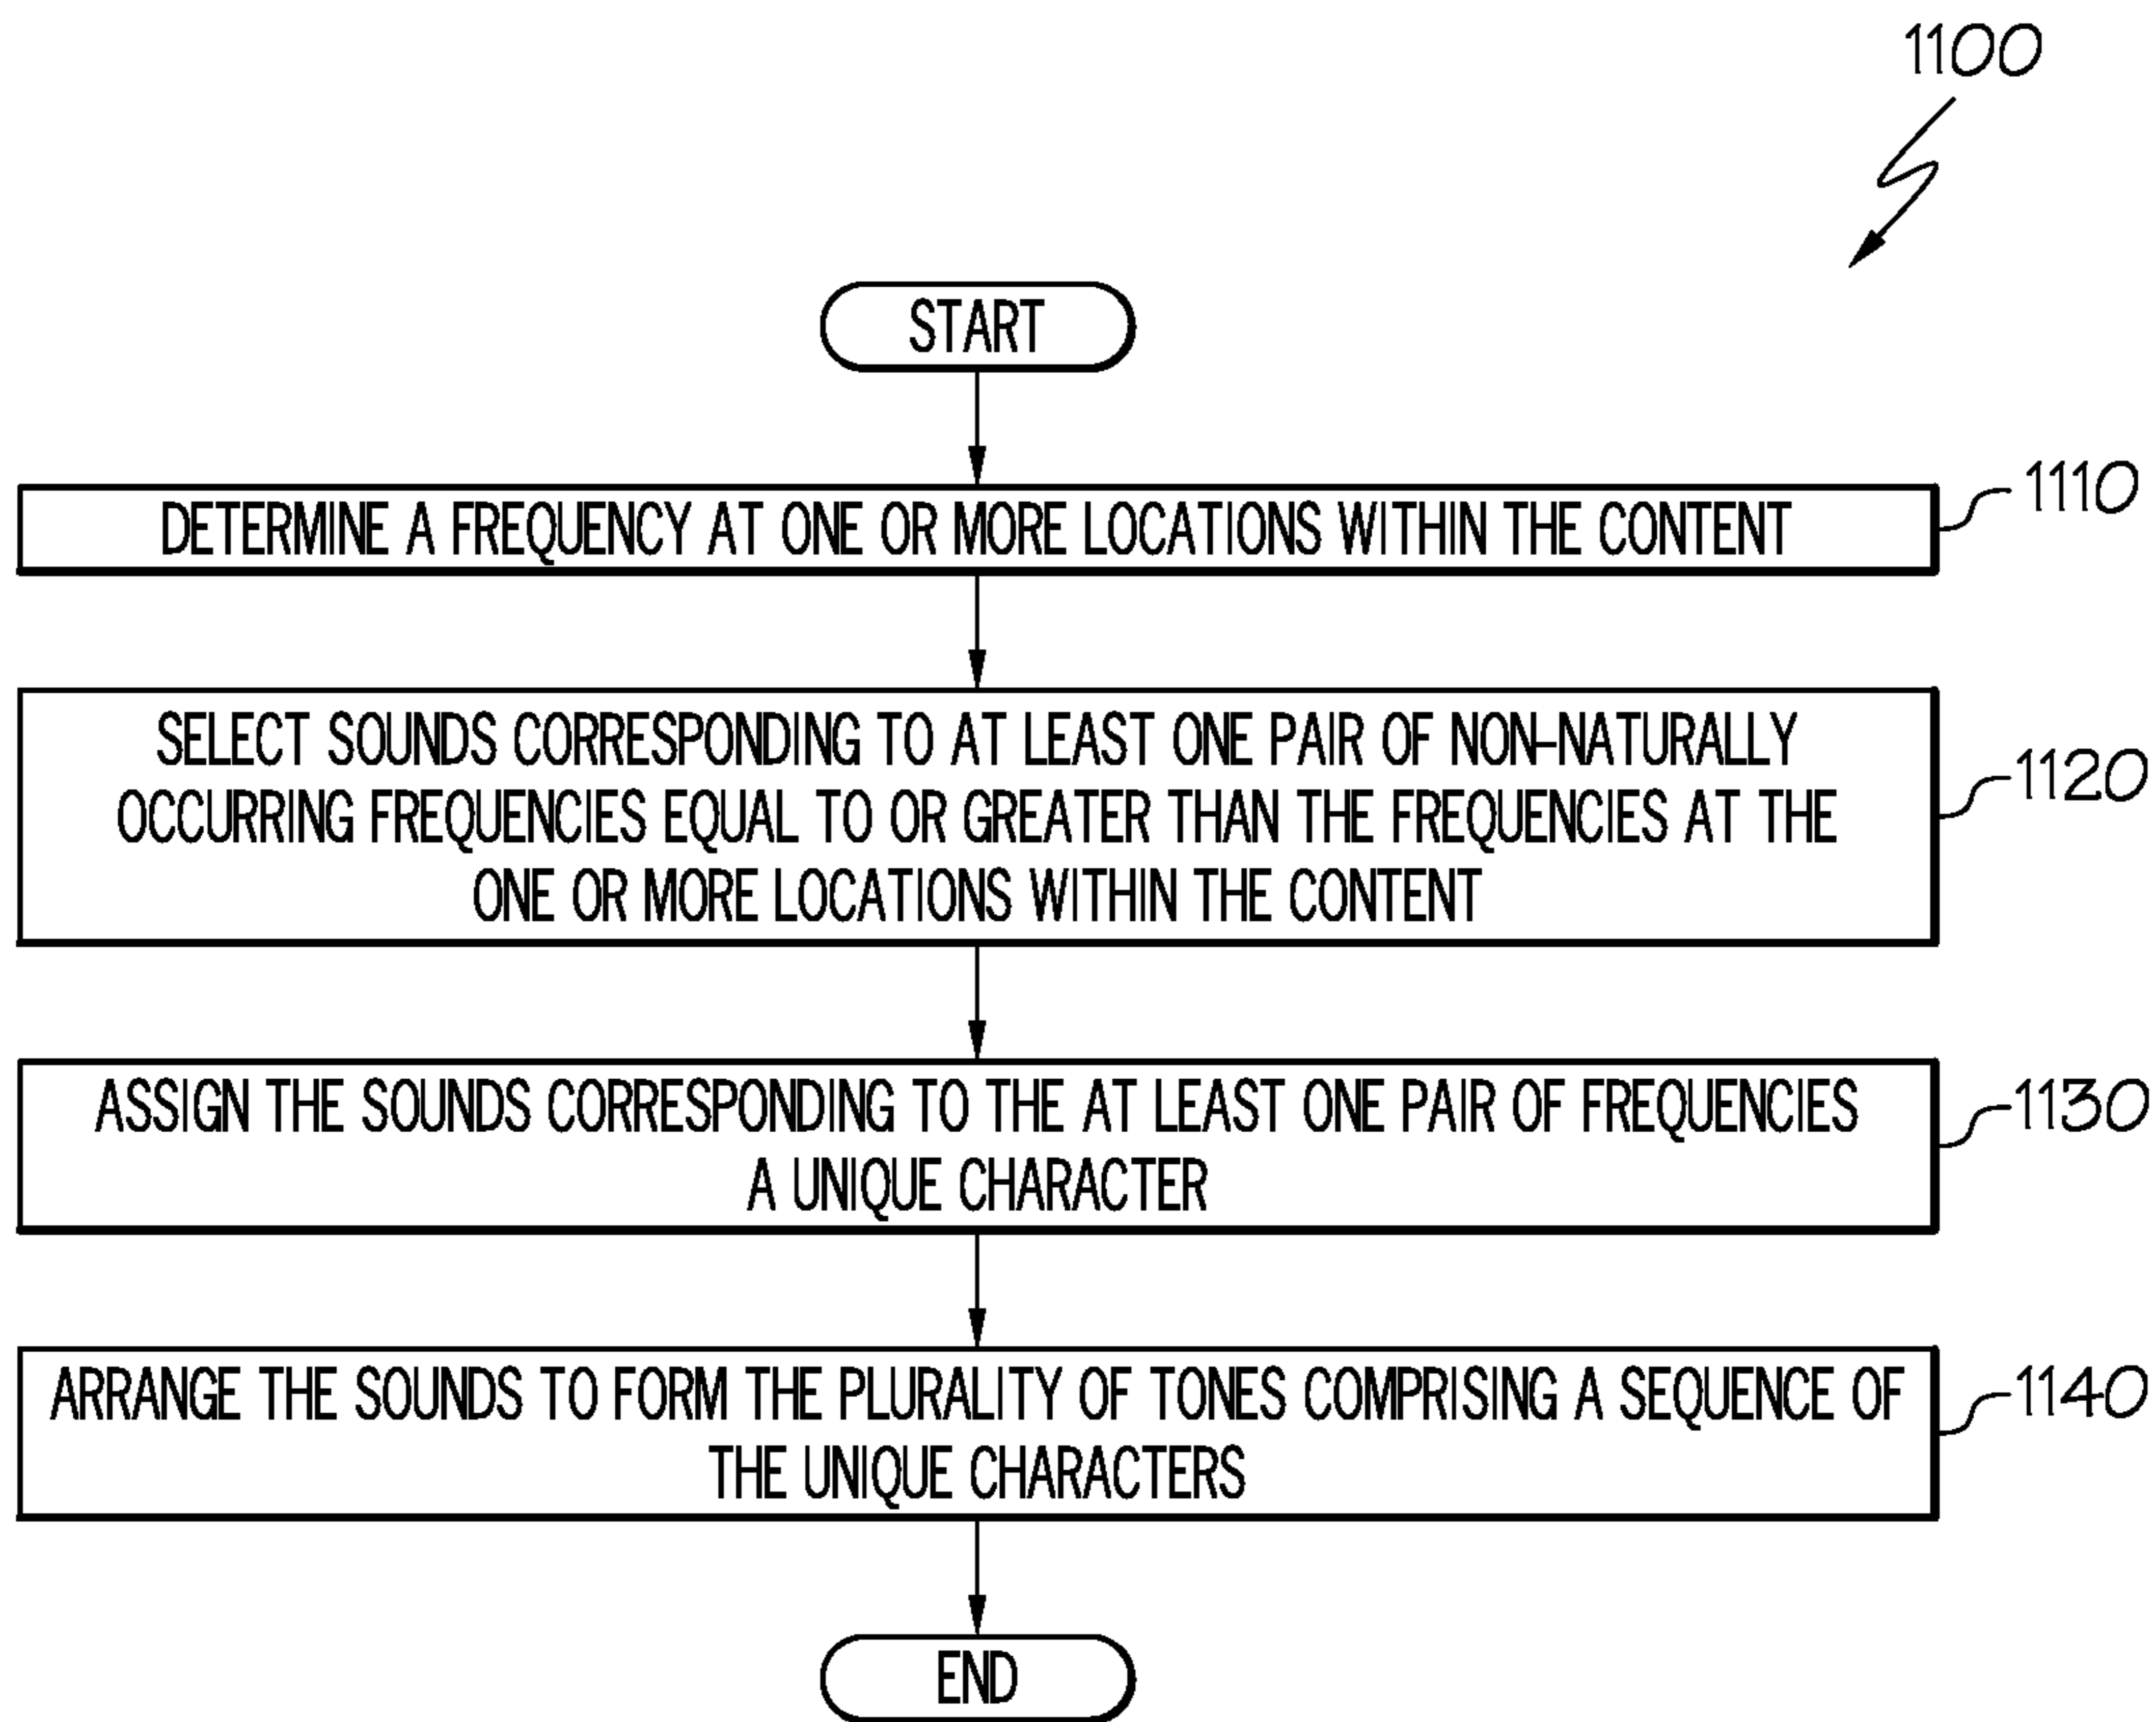 1100
START
DETERMINE A FREQUENCY AT ONE OR MORE LOCATIONS WITHIN THE CONTENT
1110
SELECT SOUNDS CORRESPONDING TO AT LEAST ONE PAIR OF NON-NATURALLY
OCCURRING FREQUENCIES EQUAL TO OR GREATER THAN THE FREQUENCIES AT THE
ONE OR MORE LOCATIONS WITHIN THE CONTENT
1120
ASSIGN THE SOUNDS CORRESPONDING TO THE AT LEAST ONE PAIR OF FREQUENCIES
A UNIQUE CHARACTER
1130
ARRANGE THE SOUNDS TO FORM THE PLURALITY OF TONES COMPRISING A SEQUENCE OF
THE UNIQUE CHARACTERS
1140
END